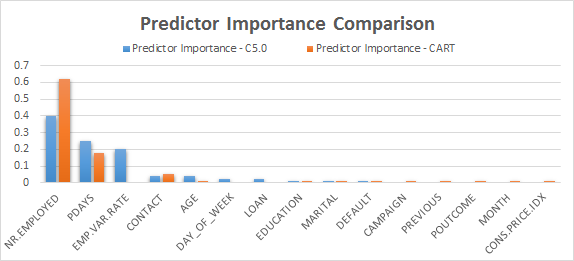 Predictor Importance Comparison
Predictor Importance - C5.0 Predictor Importance - CART
0.7
0.6
0.5
0.4
0.3
0.2
0.1
0
NR.EMPLOYED
PDAYS
EMP.VAR.RATE
CONTACT
AGE
DAY_OF_WEEK
LOAN
EDUCATION
MARITAL
DEFAULT
CAMPAIGN
PREVIOUS
POUTCOME
MONTH
CONS.PRICE.IDX